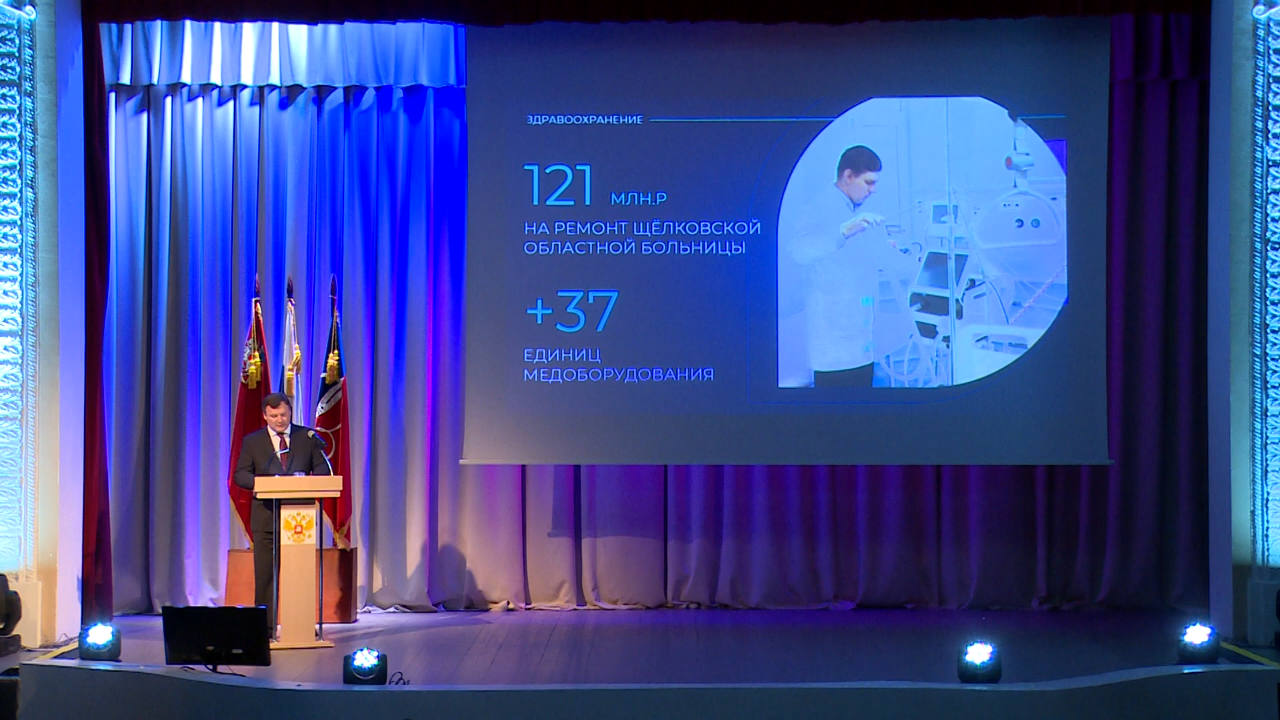 ЗДРАВООХРАНЕНИЕ
121 МЛН.Р
НА РЕМОНТ ЩЁЛКОВСКОЙ
ОБЛАСТНОЙ БОЛЬНИЦЫ
+37
ЕДИНИЦ
МЕДОБОРУДОВАНИЯ